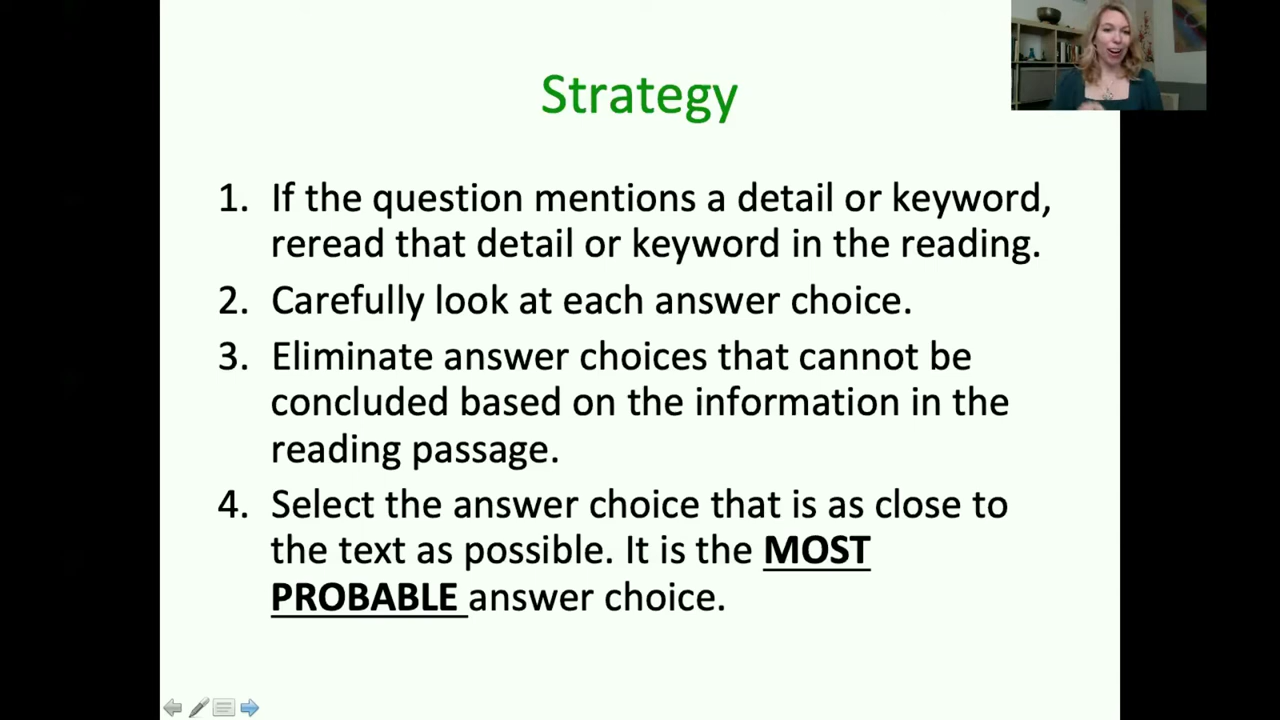 Strategy
1. If the question mentions a detail or keyword,
reread that detail or keyword in the reading.
2. Carefully look at each answer choice.
3. Eliminate answer choices that cannot be
concluded based on the information in the
reading passage.
4. Select the answer choice that is as close to
the text as possible. It is the MOST
PROBABLE answer choice.